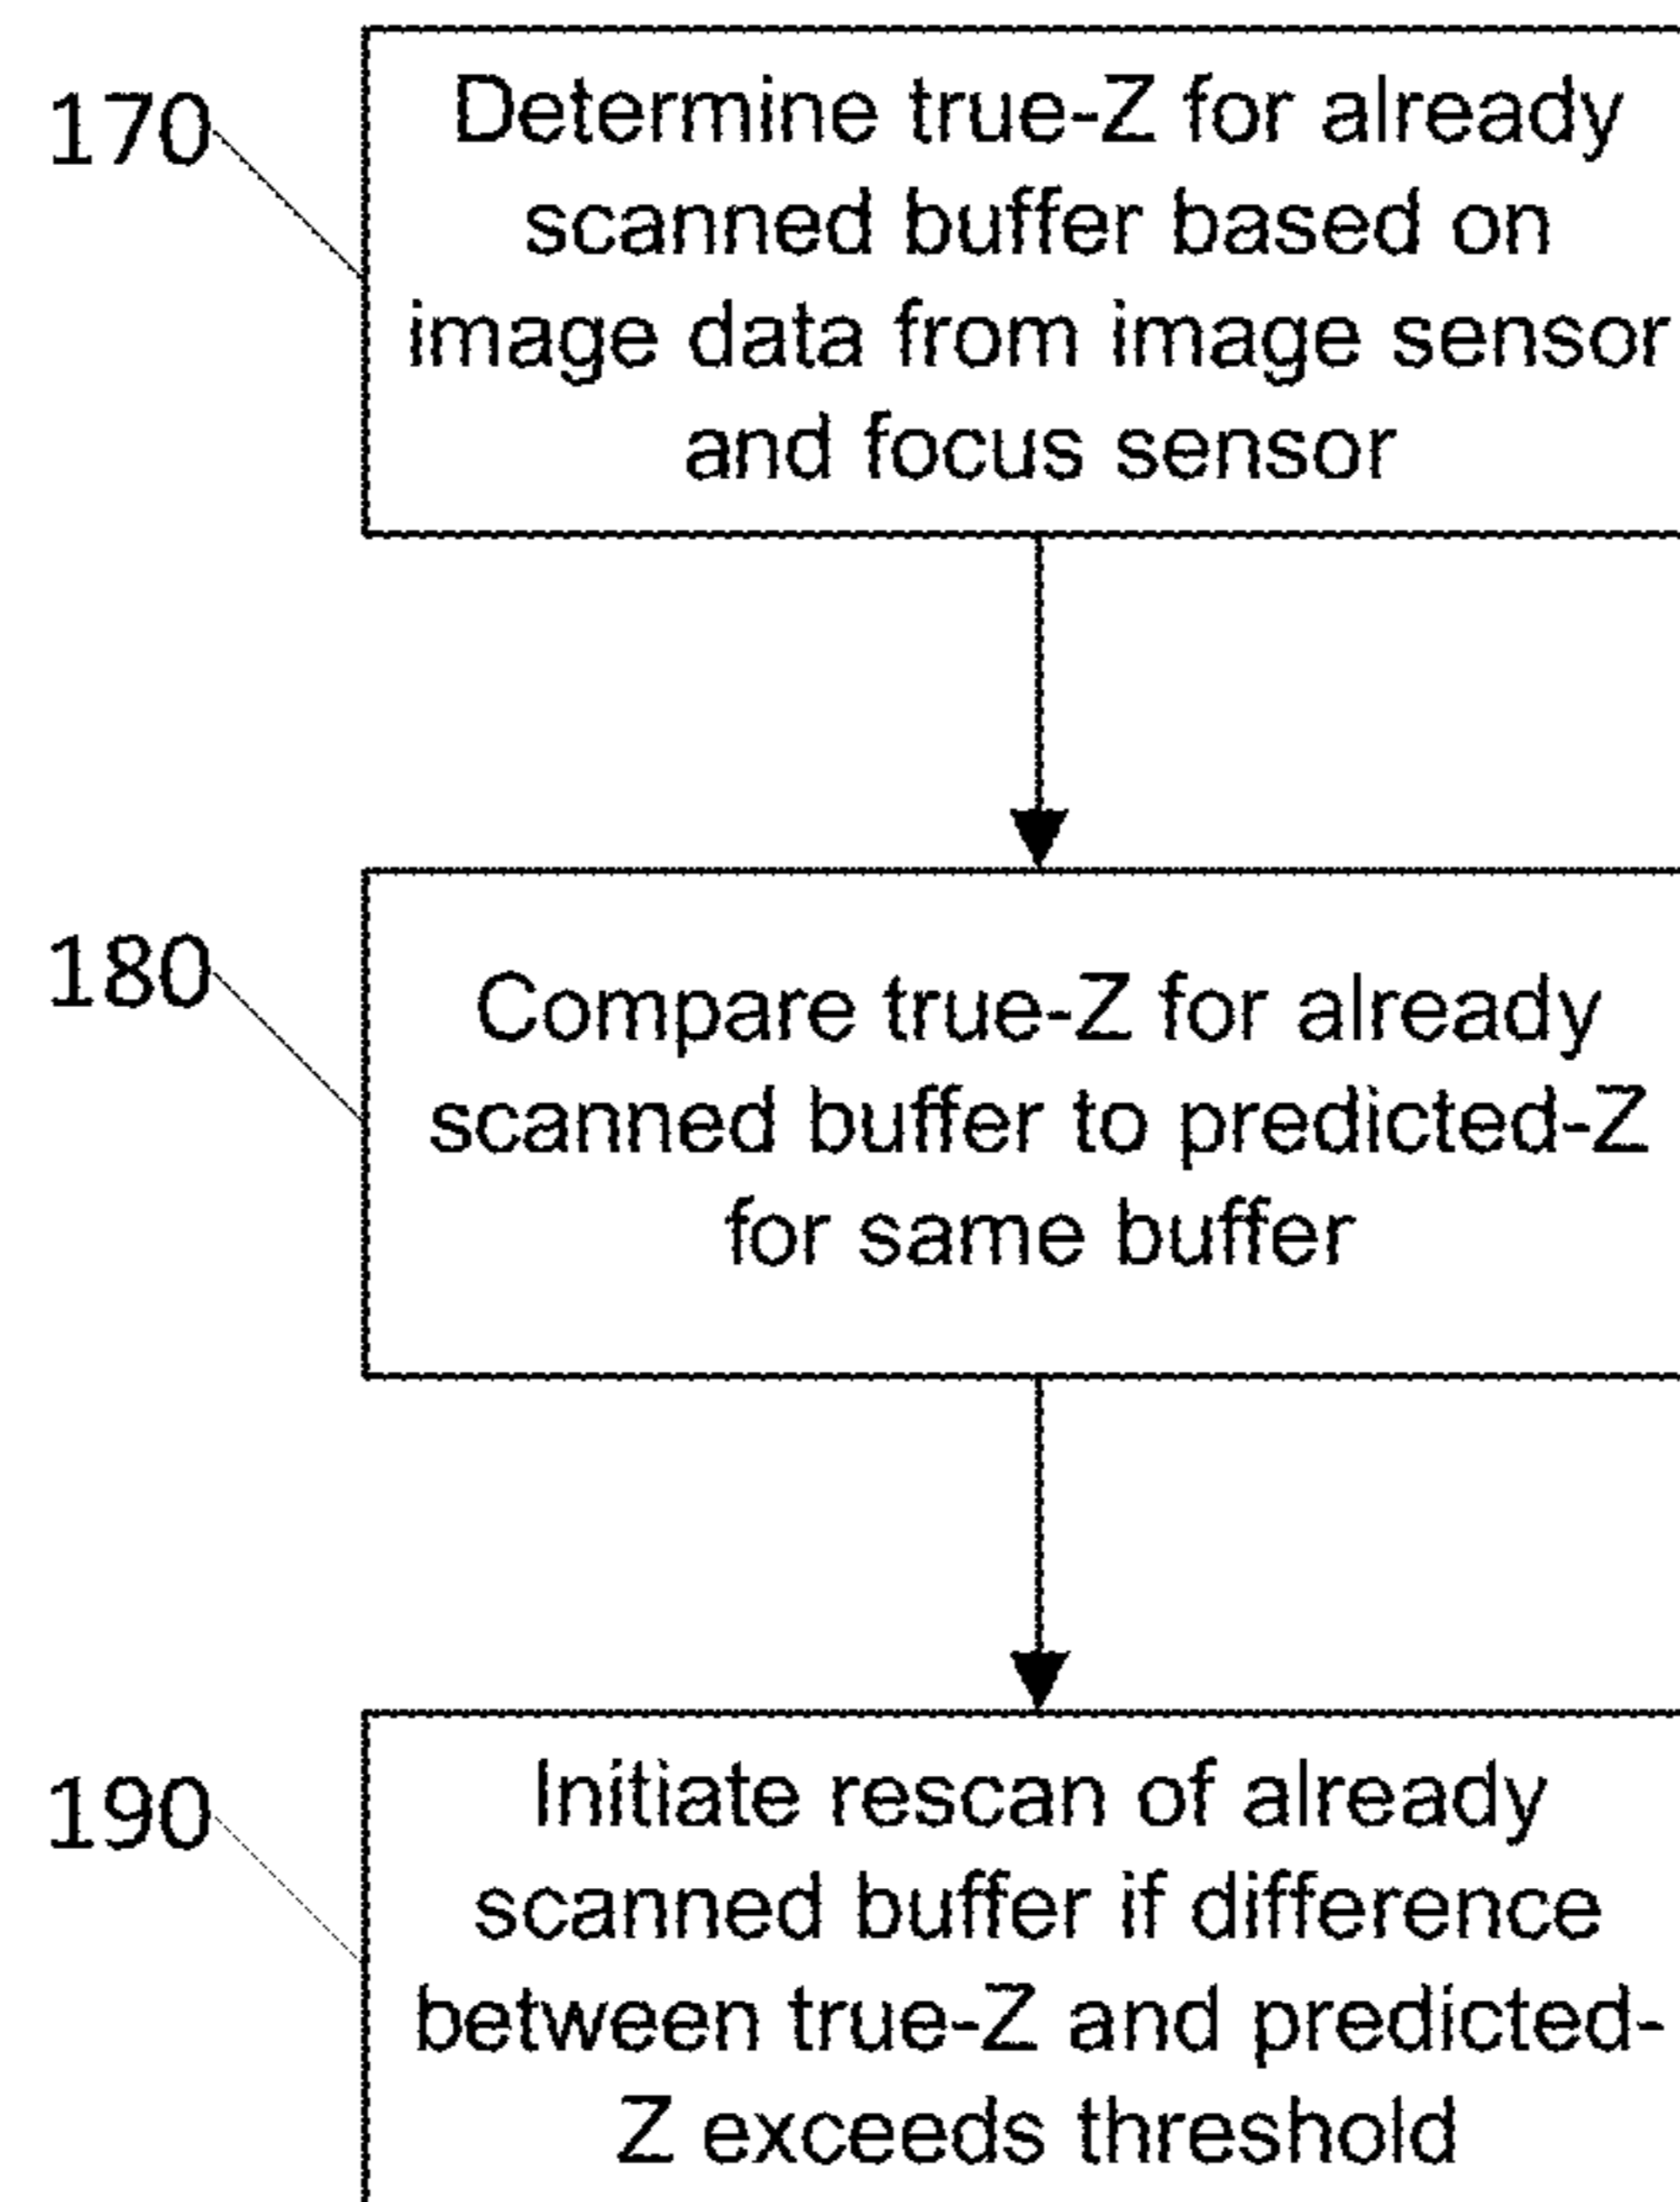 170
Determine true-Z for already
scanned buffer based on
image data from image sensor
and focus sensor
180
Compare true-Z for already
scanned buffer to predicted-Z
for same buffer
190
Initiate rescan of already
scanned buffer if difference
between true-Z and predicted-
Z exceeds threshold